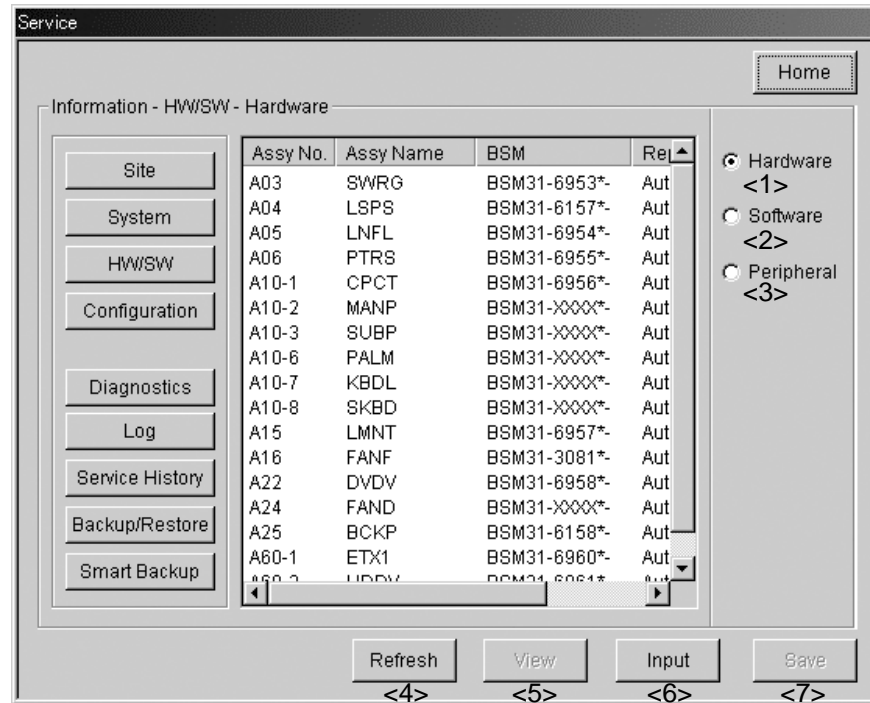 Service
Home
Information - HW/SW - Hardware
Site
System
HW/SW
Configuration
Diagnostics
Log
Service History
Backup/Restore
Smart Backup
Assy No. Assy Name BSM
A03 SWRG BSM31-6953*- Aut
A04 LSPS BSM31-6157*- Aut
A05 LNFL BSM31-6954*- Aut
A06 PTRS BSM31-6955*- Aut
A10-1 CPCT BSM31-6956*- Aut
A10-2 MANP BSM31-XXXX*- Aut
A10-3 SUBP BSM31-XXXX*- Aut
A10-6 PALM BSM31-XXXX*- Aut
A10-7 KBDL BSM31-XXXX*- Aut
A10-8 SKBD BSM31-XXXX*- Aut
A15 LMNT BSM31-6957*- Aut
A16 FANF BSM31-3081*- Aut
A22 DVDV BSM31-6958*- Aut
A24 FAND BSM31-XXXX*- Aut
A25 BCKP BSM31-6158*- Aut
A60-1 ETX1 BSM31-6960*- Aut
Hardware
<1>
Software
<2>
Peripheral
<3>
Refresh View Input Save
<4> <5> <6> <7>